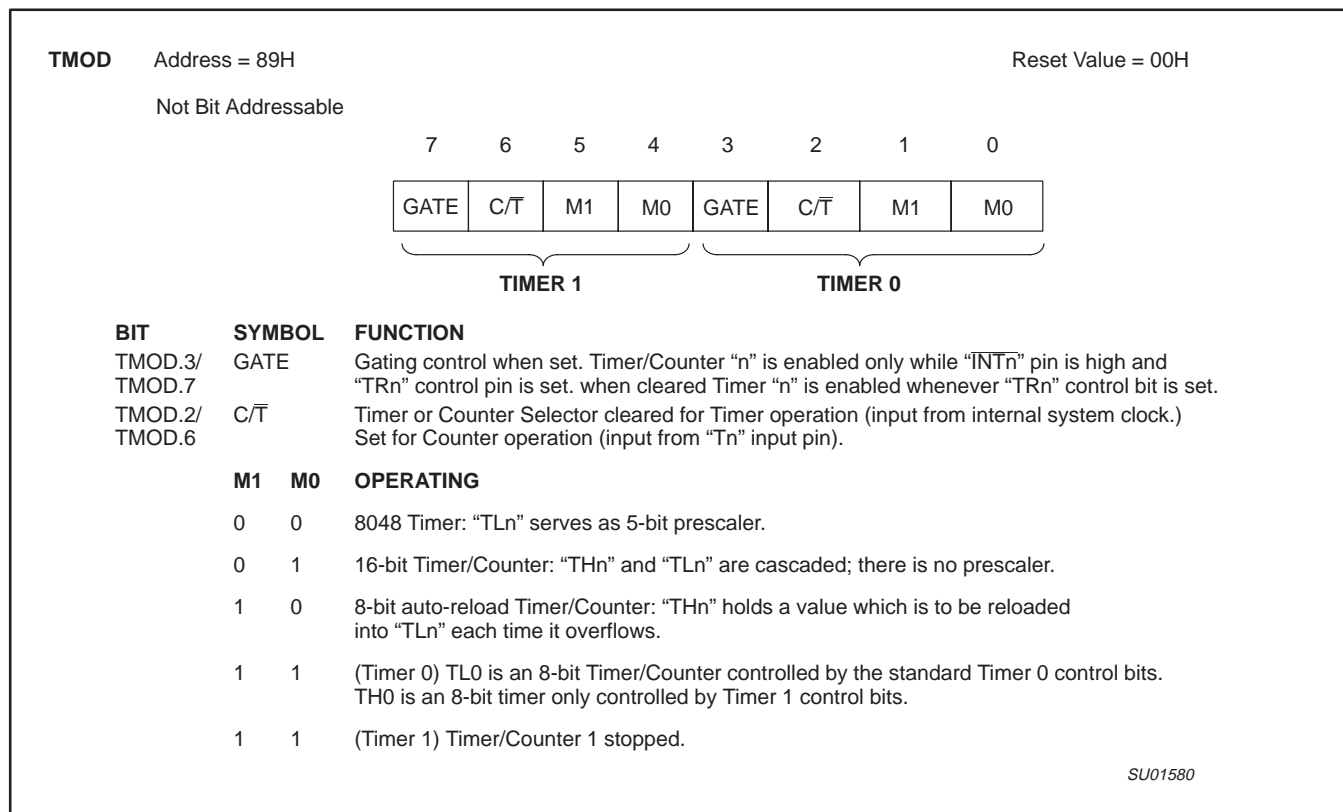 TMOD Address = 89H Reset Value = 00H
Not Bit Addressable
7 6 5 4 3 2 1 0
GATE C/T̅ M1 M0 GATE C/T̅ M1 M0
TIMER 1 TIMER 0
BIT SYMBOL FUNCTION
TMOD.3/ GATE Gating control when set. Timer/Counter “n” is enabled only while “I̅N̅T̅n̅” pin is high and
TMOD.7 “TRn” control pin is set. when cleared Timer “n” is enabled whenever “TRn” control bit is set.
TMOD.2/ C/T̅ Timer or Counter Selector cleared for Timer operation (input from internal system clock.)
TMOD.6 Set for Counter operation (input from “Tn” input pin).
M1 M0 OPERATING
0 0 8048 Timer: “TLn” serves as 5-bit prescaler.
0 1 16-bit Timer/Counter: “THn” and “TLn” are cascaded; there is no prescaler.
1 0 8-bit auto-reload Timer/Counter: “THn” holds a value which is to be reloaded
into “TLn” each time it overflows.
1 1 (Timer 0) TL0 is an 8-bit Timer/Counter controlled by the standard Timer 0 control bits.
TH0 is an 8-bit timer only controlled by Timer 1 control bits.
1 1 (Timer 1) Timer/Counter 1 stopped.
SU01580